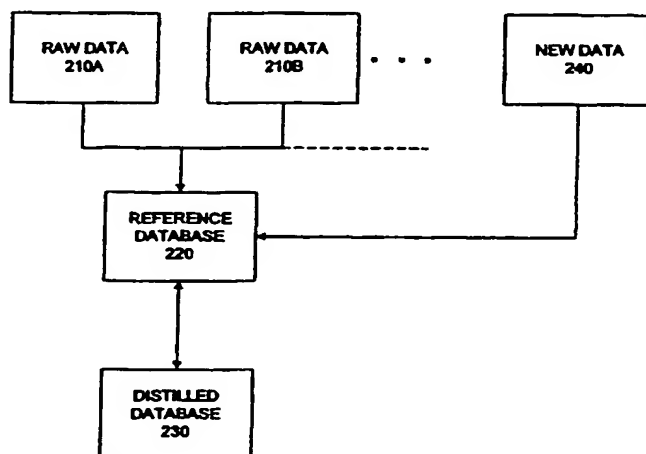 RAW DATA
210A
RAW DATA
210B
. . .
NEW DATA
240
REFERENCE
DATABASE
220
DISTILLED
DATABASE
230